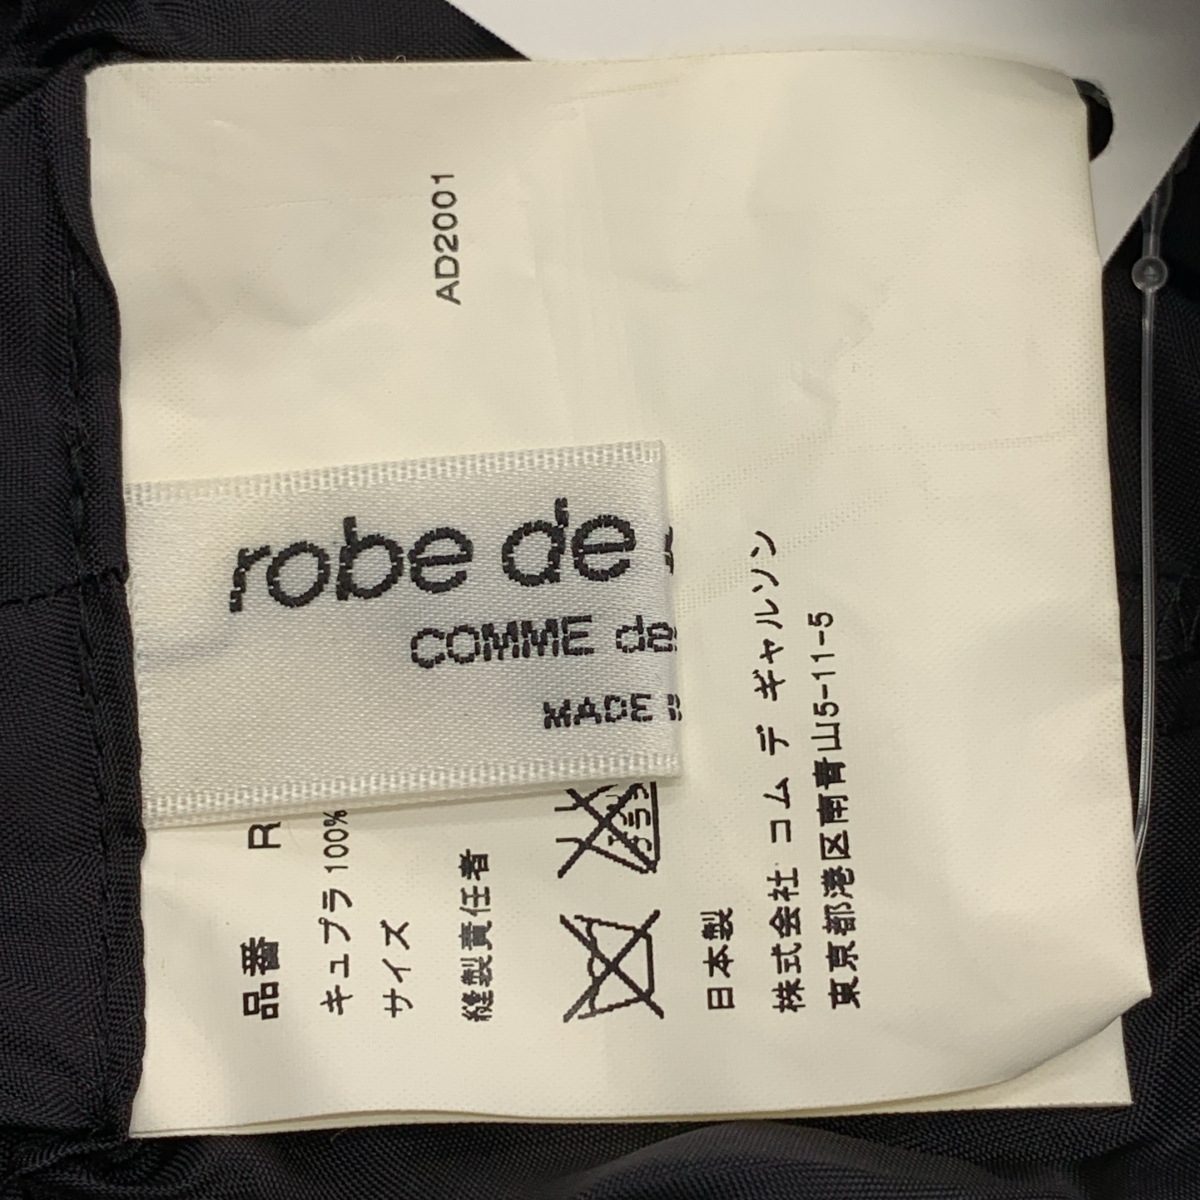 robe de
COMME de
MADE
AD2001
品番 R
キュプラ 100%
サイズ
縫製責任者
日本製
株式会社 コム デ ギャルソン
東京都港区南青山5-11-5